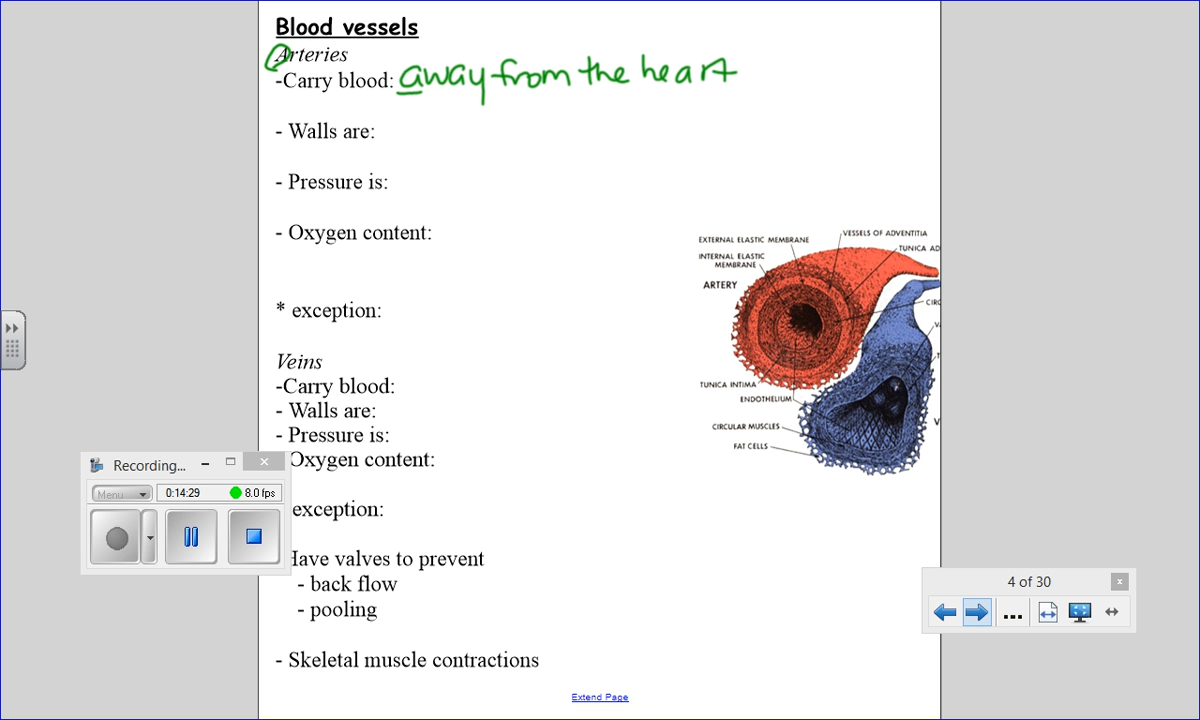 Blood vessels
Arteries
-Carry blood: away from the heart
- Walls are:
- Pressure is:
- Oxygen content:
* exception:
Veins
-Carry blood:
- Walls are:
- Pressure is:
Oxygen content:
exception:
Have valves to prevent
- back flow
- pooling
- Skeletal muscle contractions
Extend Page
EXTERNAL ELASTIC MEMBRANE
VESSELS OF ADVENTITIA
TUNICA AD
INTERNAL ELASTIC
MEMBRANE
ARTERY
CIRC
TUNICA INTIMA
ENDOTHELIUM
CIRCULAR MUSCLES
FAT CELLS
V
Recording...
Menu
0:14:29
8.0 fps
4 of 30